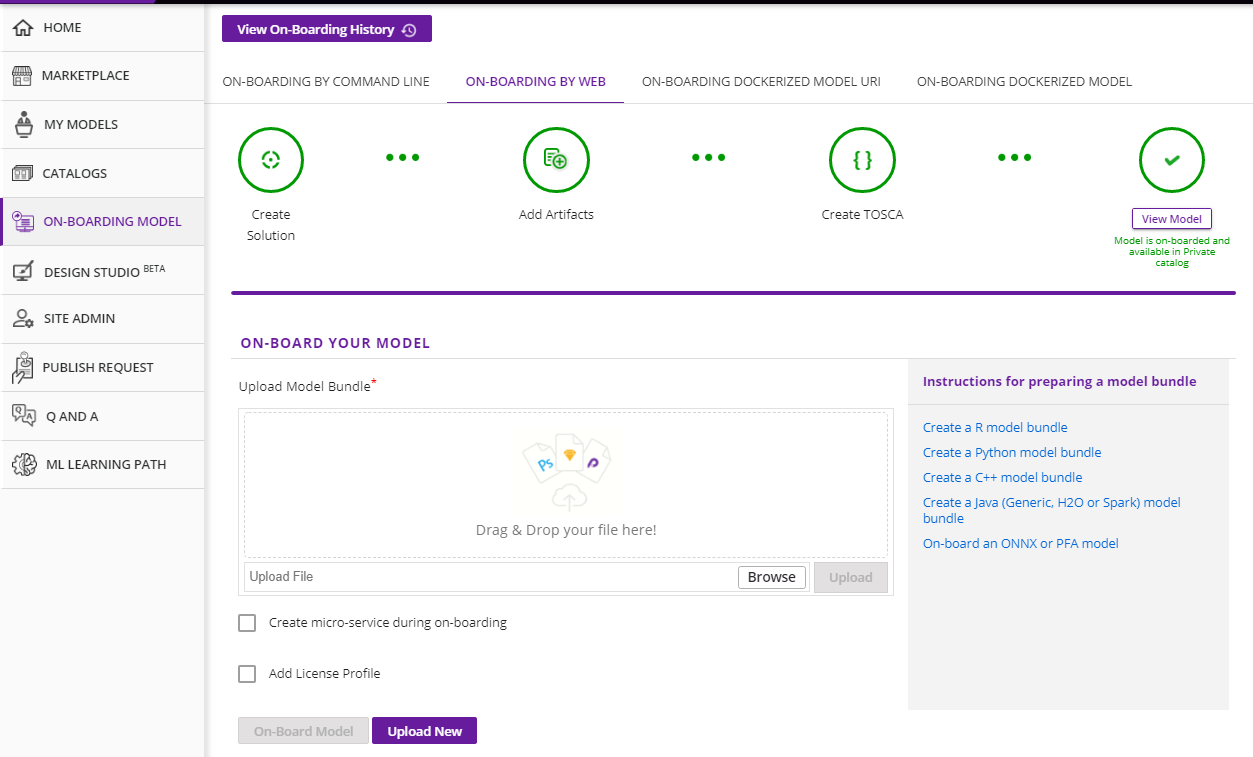 HOME
MARKETPLACE
MY MODELS
CATALOGS
ON-BOARDING MODEL
DESIGN STUDIO BETA
SITE ADMIN
PUBLISH REQUEST
Q AND A
ML LEARNING PATH
View On-Boarding History
ON-BOARDING BY COMMAND LINE ON-BOARDING BY WEB ON-BOARDING DOCKERIZED MODEL URI ON-BOARDING DOCKERIZED MODEL
Create
Solution
Add Artifacts
{ }
Create TOSCA
View Model
Model is on-boarded and
available in Private
catalog
ON-BOARD YOUR MODEL
Upload Model Bundle*
Ps
Drag & Drop your file here!
Upload File Browse Upload
Create micro-service during on-boarding
Add License Profile
On-Board Model Upload New
Instructions for preparing a model bundle
Create a R model bundle
Create a Python model bundle
Create a C++ model bundle
Create a Java (Generic, H2O or Spark) model
bundle
On-board an ONNX or PFA model